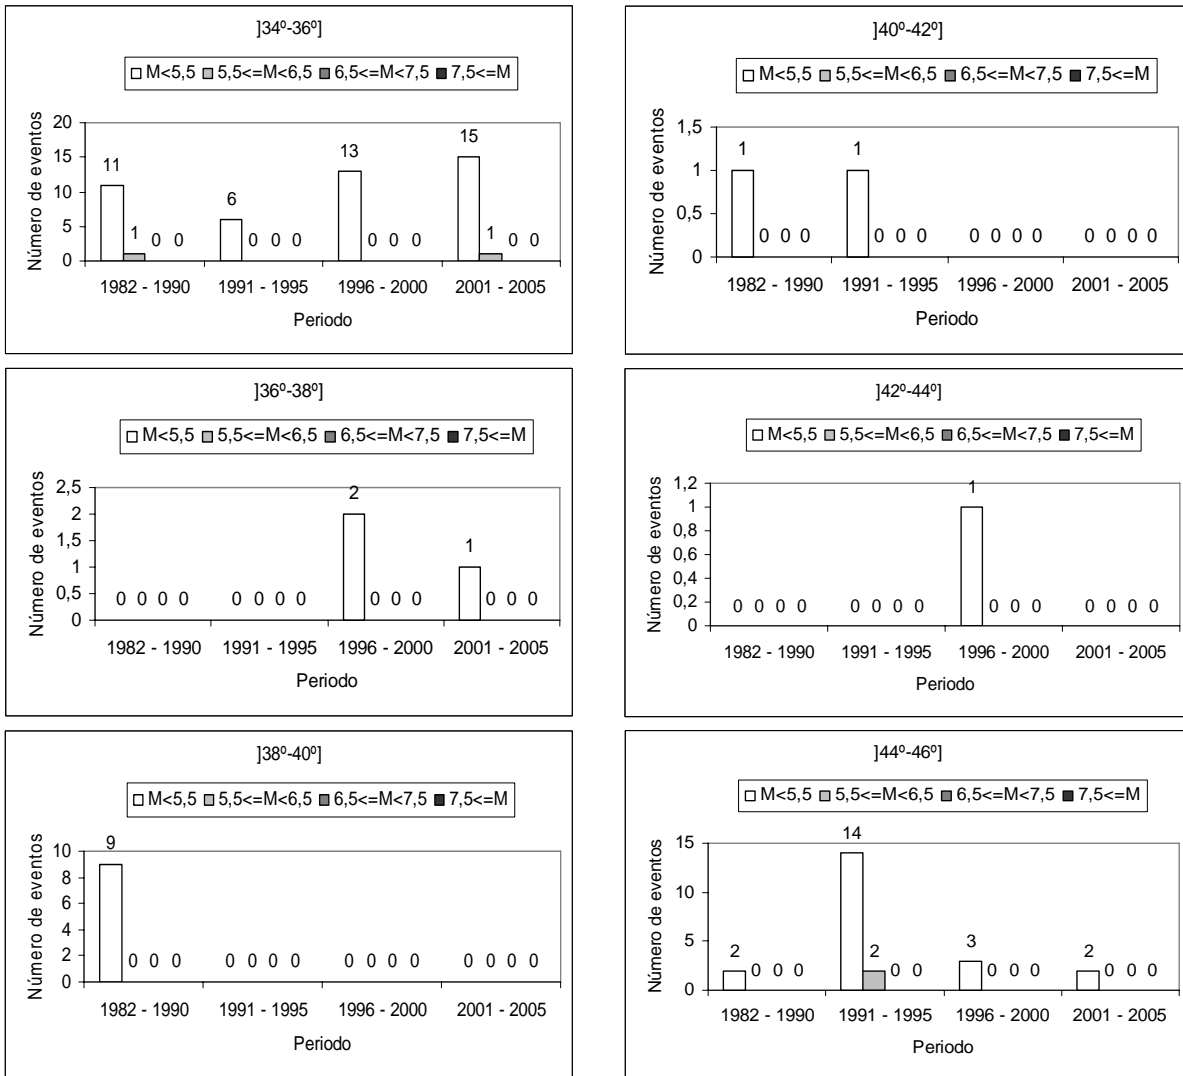 ]34º-36º]
M<5,5 5,5<=M<6,5 6,5<=M<7,5 7,5<=M
Número de eventos
20
15
10
5
0
11 1 0 0 6 0 0 0 13 0 0 0 15 1 0 0
1982 - 1990 1991 - 1995 1996 - 2000 2001 - 2005
Periodo
]40º-42º]
M<5,5 5,5<=M<6,5 6,5<=M<7,5 7,5<=M
Número de eventos
1,5
1
0,5
0
1 0 0 0 1 0 0 0 0 0 0 0 0 0 0 0
1982 - 1990 1991 - 1995 1996 - 2000 2001 - 2005
Periodo
]36º-38º]
M<5,5 5,5<=M<6,5 6,5<=M<7,5 7,5<=M
Número de eventos
2,5
2
1,5
1
0,5
0
0 0 0 0 0 0 0 0 2 0 0 0 1 0 0 0
1982 - 1990 1991 - 1995 1996 - 2000 2001 - 2005
Periodo
]42º-44º]
M<5,5 5,5<=M<6,5 6,5<=M<7,5 7,5<=M
Número de eventos
1,2
1
0,8
0,6
0,4
0,2
0
0 0 0 0 0 0 0 0 1 0 0 0 0 0 0 0
1982 - 1990 1991 - 1995 1996 - 2000 2001 - 2005
Periodo
]38º-40º]
M<5,5 5,5<=M<6,5 6,5<=M<7,5 7,5<=M
Número de eventos
10
8
6
4
2
0
9 0 0 0 0 0 0 0 0 0 0 0 0 0 0 0
1982 - 1990 1991 - 1995 1996 - 2000 2001 - 2005
Periodo
]44º-46º]
M<5,5 5,5<=M<6,5 6,5<=M<7,5 7,5<=M
Número de eventos
15
10
5
0
2 0 0 0 14 2 0 0 3 0 0 0 2 0 0 0
1982 - 1990 1991 - 1995 1996 - 2000 2001 - 2005
Periodo